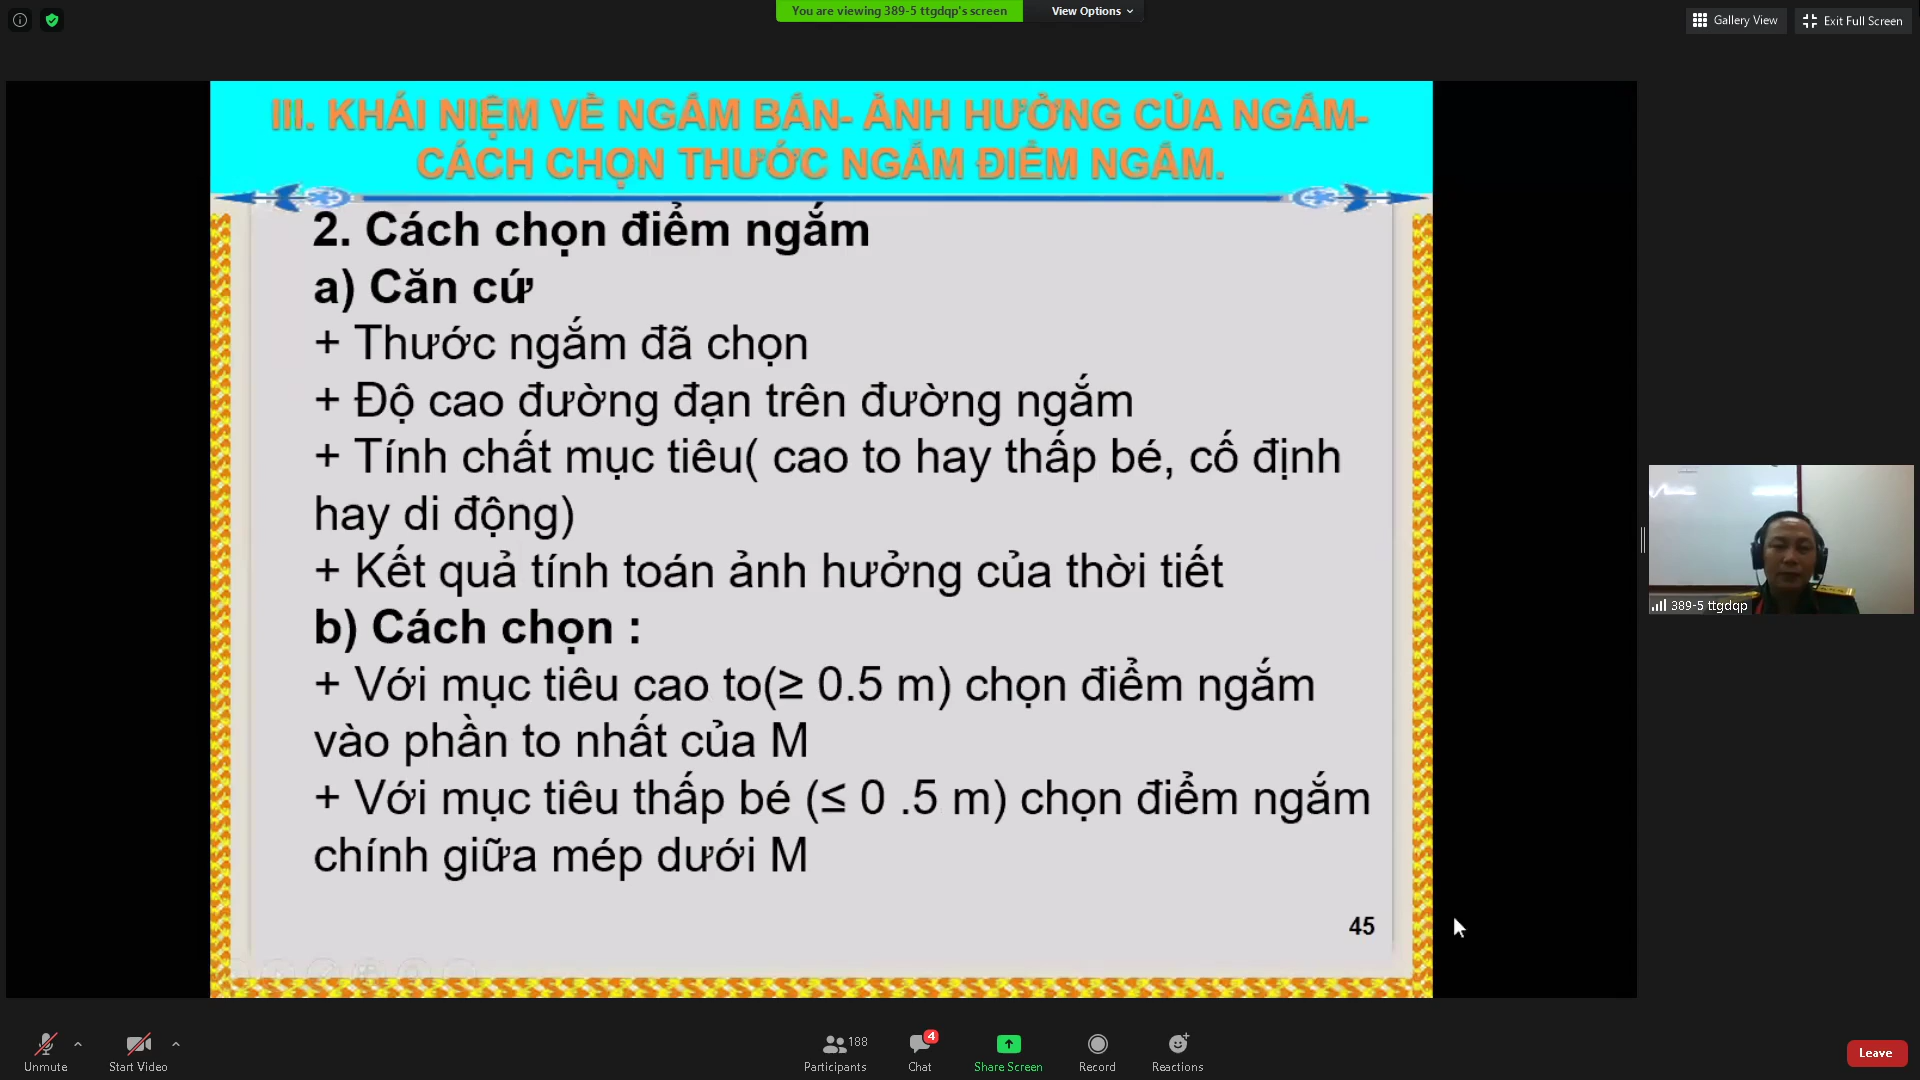 You are viewing 389-5 ttgdqp's screen
View Options
Gallery View
Exit Full Screen
III. KHÁI NIỆM VỀ NGẮM BẮN- ẢNH HƯỞNG CỦA NGẮM-
CÁCH CHỌN THƯỚC NGẮM ĐIỂM NGẮM.
2. Cách chọn điểm ngắm
a) Căn cứ
+ Thước ngắm đã chọn
+ Độ cao đường đạn trên đường ngắm
+ Tính chất mục tiêu( cao to hay thấp bé, cố định
hay di động)
+ Kết quả tính toán ảnh hưởng của thời tiết
b) Cách chọn :
+ Với mục tiêu cao to(≥ 0.5 m) chọn điểm ngắm
vào phần to nhất của M
+ Với mục tiêu thấp bé (≤ 0 .5 m) chọn điểm ngắm
chính giữa mép dưới M
45
389-5 ttgdqp
Unmute
Start Video
188
Participants
4
Chat
Share Screen
Record
Reactions
Leave